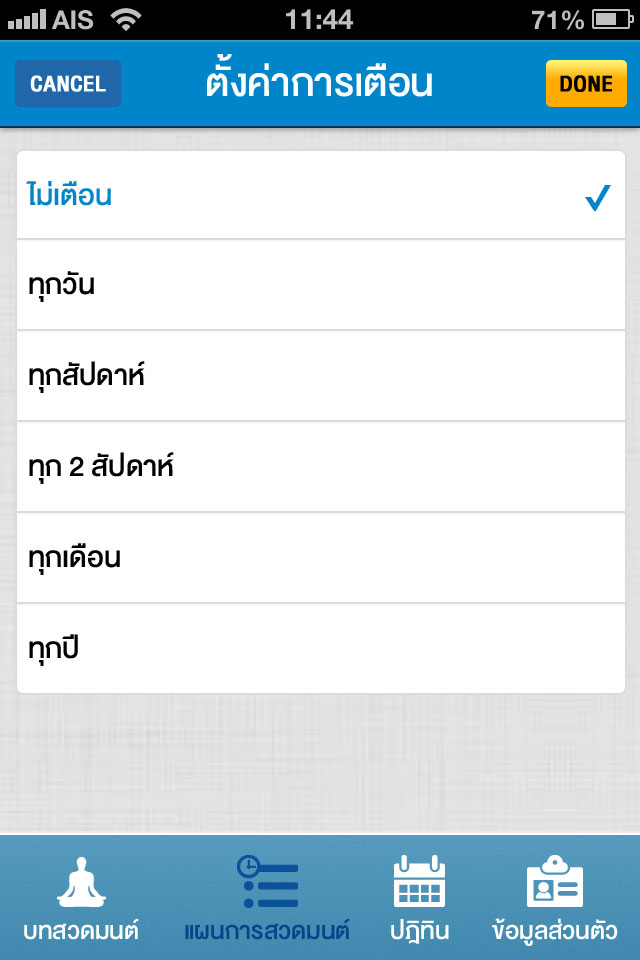 AIS 11:44 71%
CANCEL ตั้งค่าการเตือน DONE
ไม่เตือน
ทุกวัน
ทุกสัปดาห์
ทุก 2 สัปดาห์
ทุกเดือน
ทุกปี
บทสวดมนต์ แผนการสวดมนต์ ปฎิทิน ข้อมูลส่วนตัว